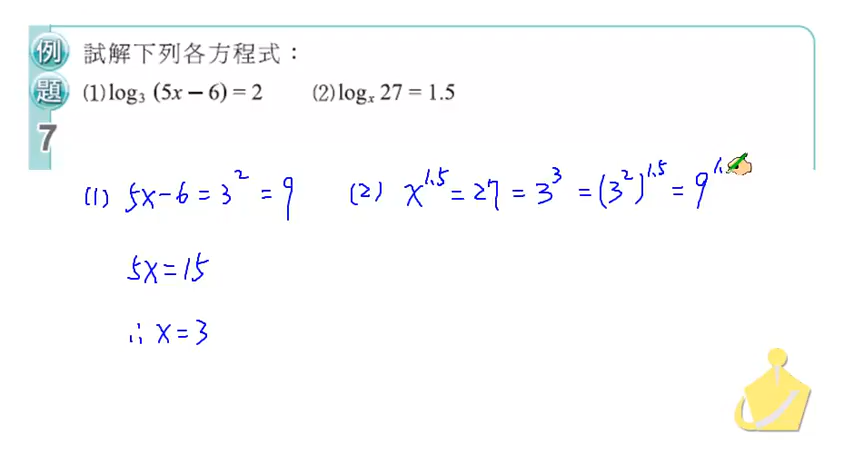 例題7
試解下列各方程式：
(1) log₃ (5x − 6) = 2 (2) logₓ 27 = 1.5
(1) 5x − 6 = 3² = 9 (2) x^1.5 = 27 = 3³ = (3²)^1.5 = 9^1.
5x = 15
∴ x = 3